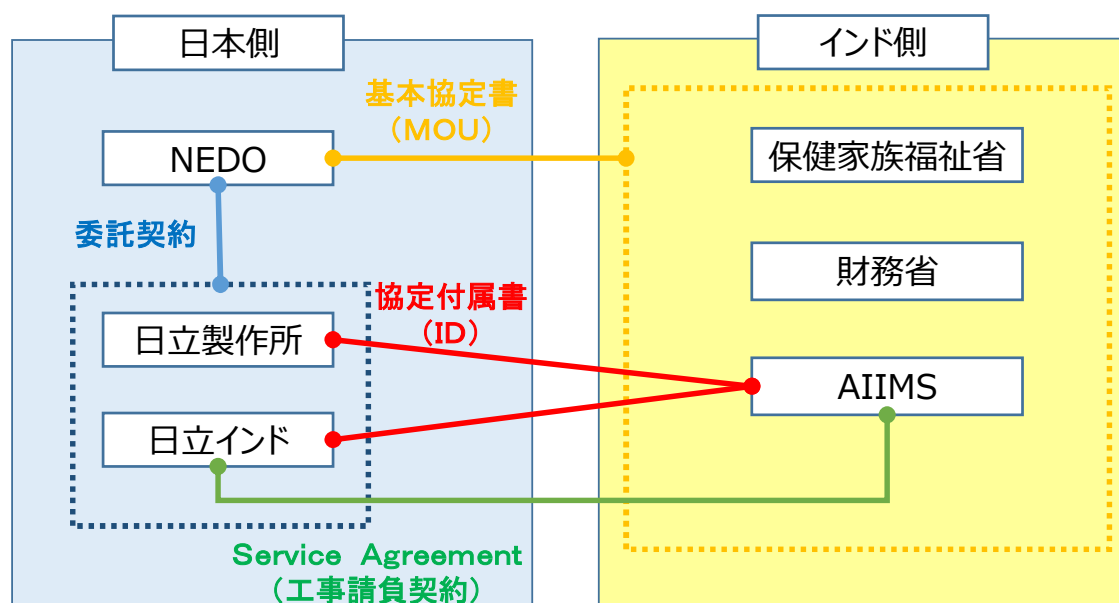 日本側
インド側
基本協定書
（MOU）
NEDO
保健家族福祉省
委託契約
財務省
協定付属書
（ID）
日立製作所
AIIMS
日立インド
Service Agreement
（工事請負契約）